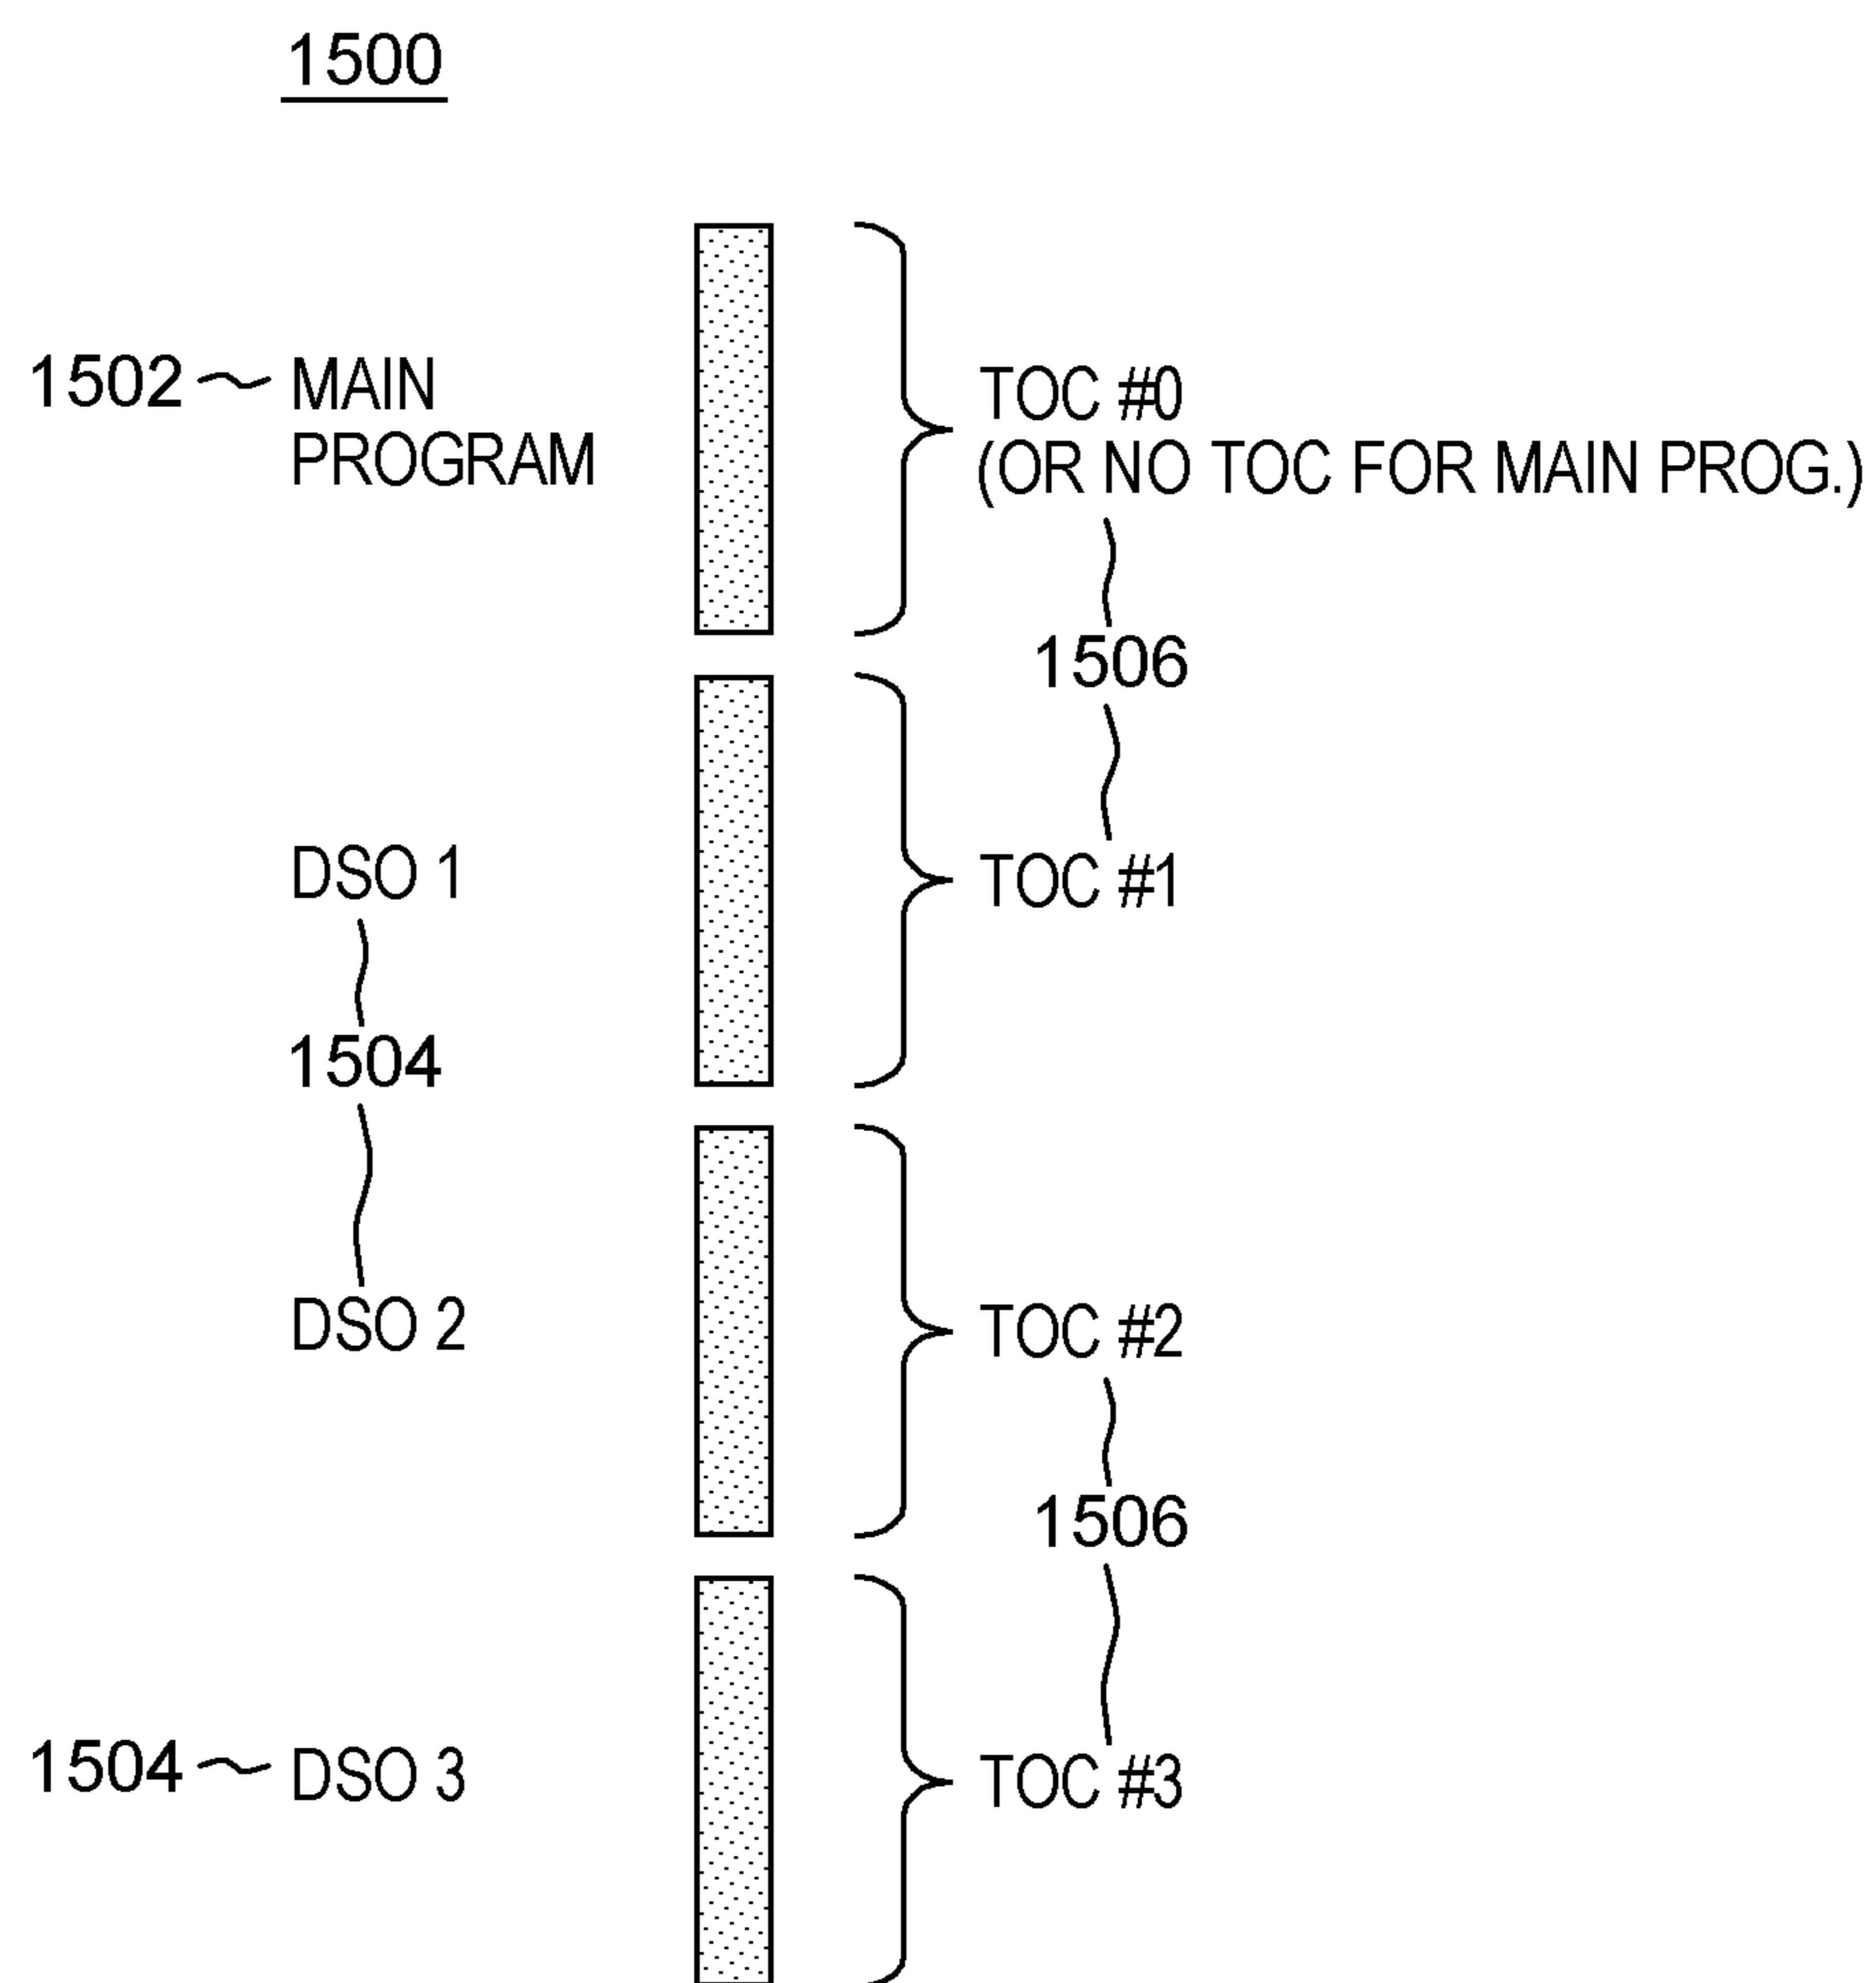 1500
1502 MAIN
PROGRAM
TOC #0
(OR NO TOC FOR MAIN PROG.)
1506
DSO 1
TOC #1
1504
DSO 2
TOC #2
1506
1504 DSO 3
TOC #3